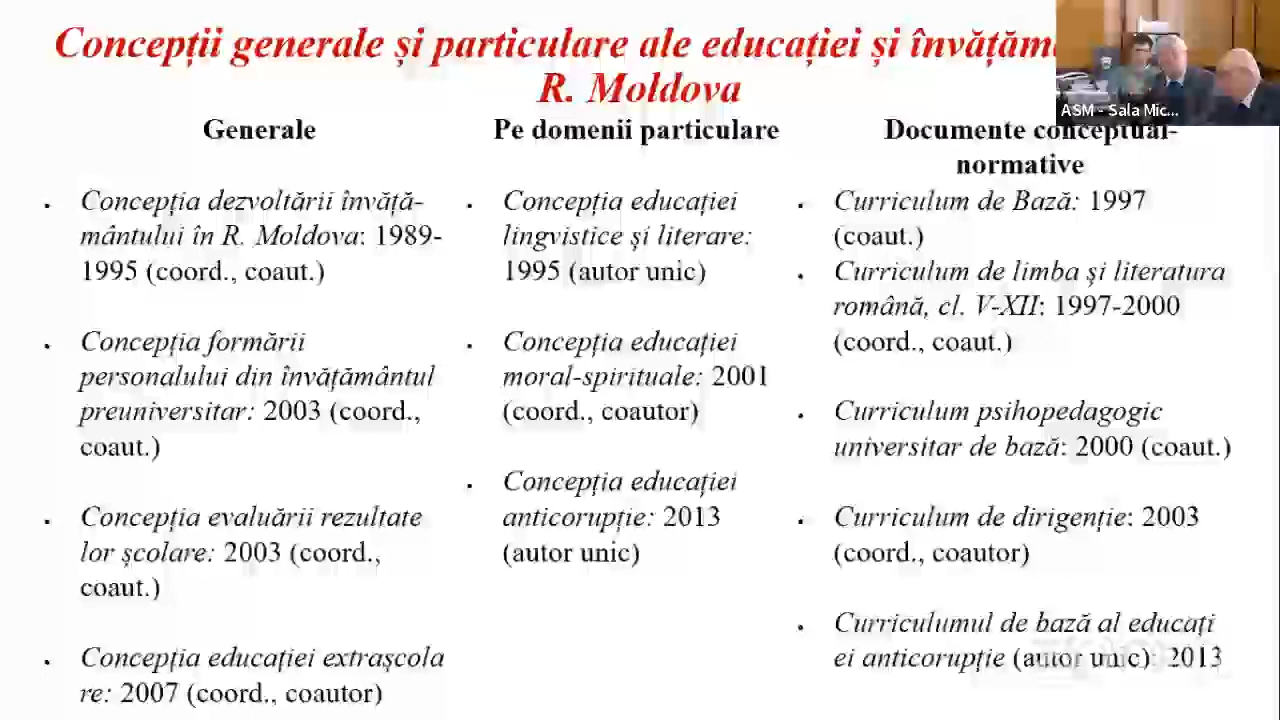 Concepții generale și particulare ale educației și învățăm
R. Moldova
ASM - Sala Mic...
Generale
Concepția dezvoltării învăță-
mântului în R. Moldova: 1989-
1995 (coord., coaut.)
Concepția formării
personalului din învățământul
preuniversitar: 2003 (coord.,
coaut.)
Concepția evaluării rezultate
lor școlare: 2003 (coord.,
coaut.)
Concepția educației extrașcola
re: 2007 (coord., coautor)
Pe domenii particulare
Concepția educației
lingvistice și literare:
1995 (autor unic)
Concepția educației
moral-spirituale: 2001
(coord., coautor)
Concepția educației
anticorupție: 2013
(autor unic)
Documente conceptual-
normative
Curriculum de Bază: 1997
(coaut.)
Curriculum de limba și literatura
română, cl. V-XII: 1997-2000
(coord., coaut.)
Curriculum psihopedagogic
universitar de bază: 2000 (coaut.)
Curriculum de dirigenție: 2003
(coord., coautor)
Curriculumul de bază al educați
ei anticorupție (autor unic): 2013